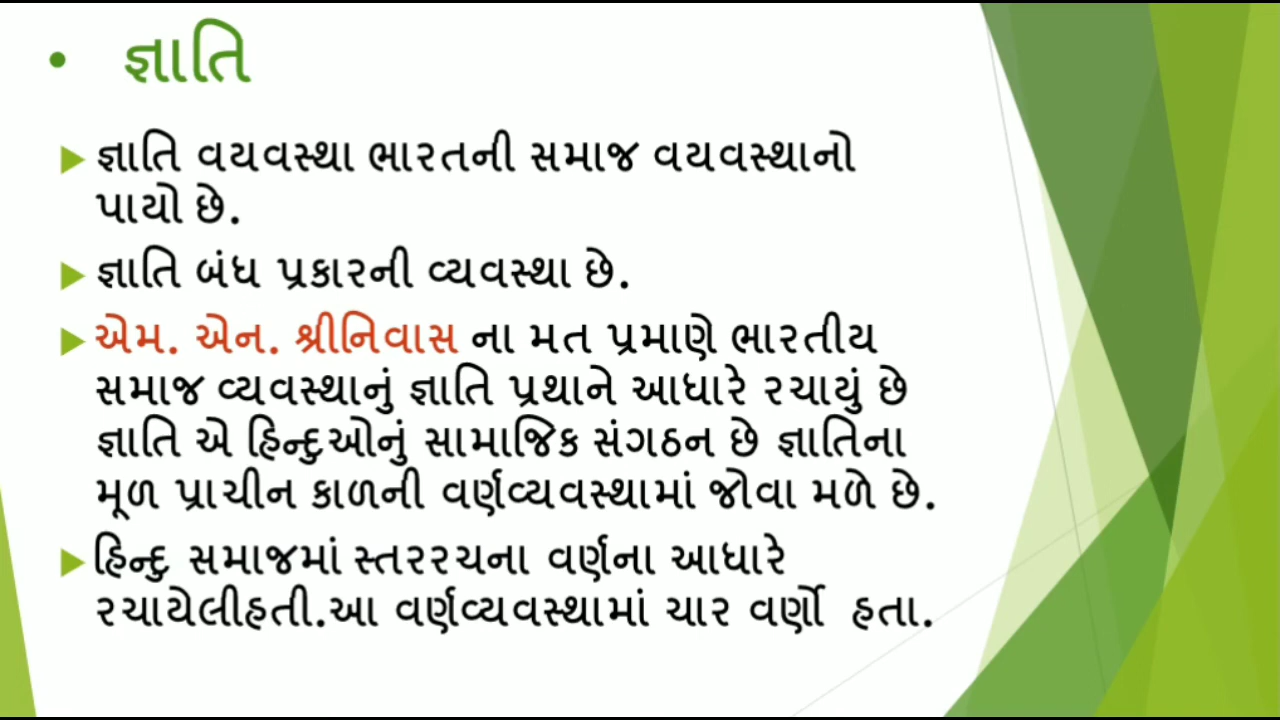 • જ્ઞાતિ
જ્ઞાતિ વયવસ્થા ભારતની સમાજ વયવસ્થાનો
પાયો છે.
જ્ઞાતિ બંધ પ્રકારની વ્યવસ્થા છે.
એમ. એન. શ્રીનિવાસ ના મત પ્રમાણે ભારતીય
સમાજ વ્યવસ્થાનું જ્ઞાતિ પ્રથાને આધારે રચાયું છે
જ્ઞાતિ એ હિન્દુઓનું સામાજિક સંગઠન છે જ્ઞાતિના
મૂળ પ્રાચીન કાળની વર્ણવ્યવસ્થામાં જોવા મળે છે.
હિન્દુ સમાજમાં સ્તરરચના વર્ણના આધારે
રચાયેલીહતી.આ વર્ણવ્યવસ્થામાં ચાર વર્ણો હતા.